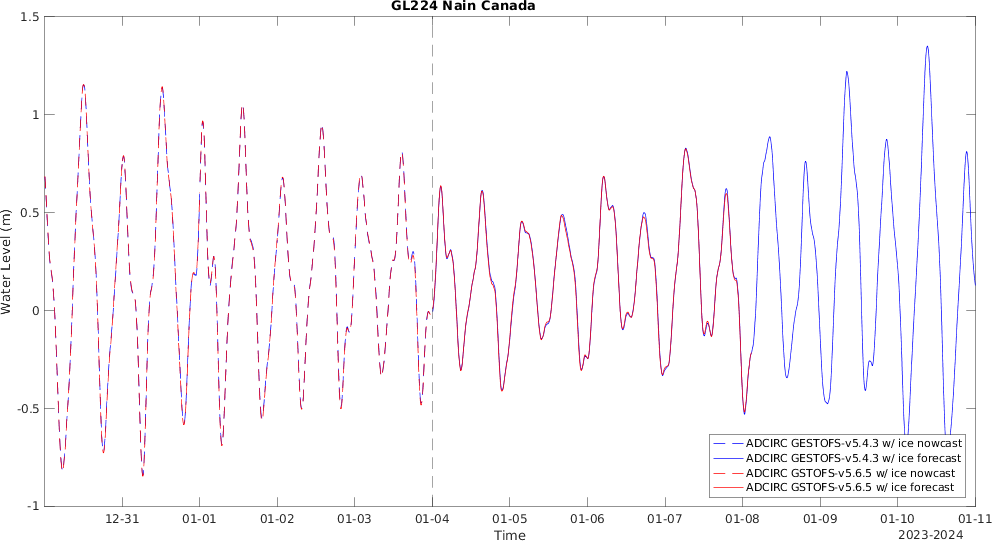 GL224 Nain Canada
1.5
1
0.5
0
-0.5
-1
Water Level (m)
12-31
01-01
01-02
01-03
01-04
01-05
01-06
01-07
01-08
01-09
01-10
01-11
Time
2023-2024
ADCIRC GESTOFS-v5.4.3 w/ ice nowcast
ADCIRC GESTOFS-v5.4.3 w/ ice forecast
ADCIRC GSTOFS-v5.6.5 w/ ice nowcast
ADCIRC GSTOFS-v5.6.5 w/ ice forecast